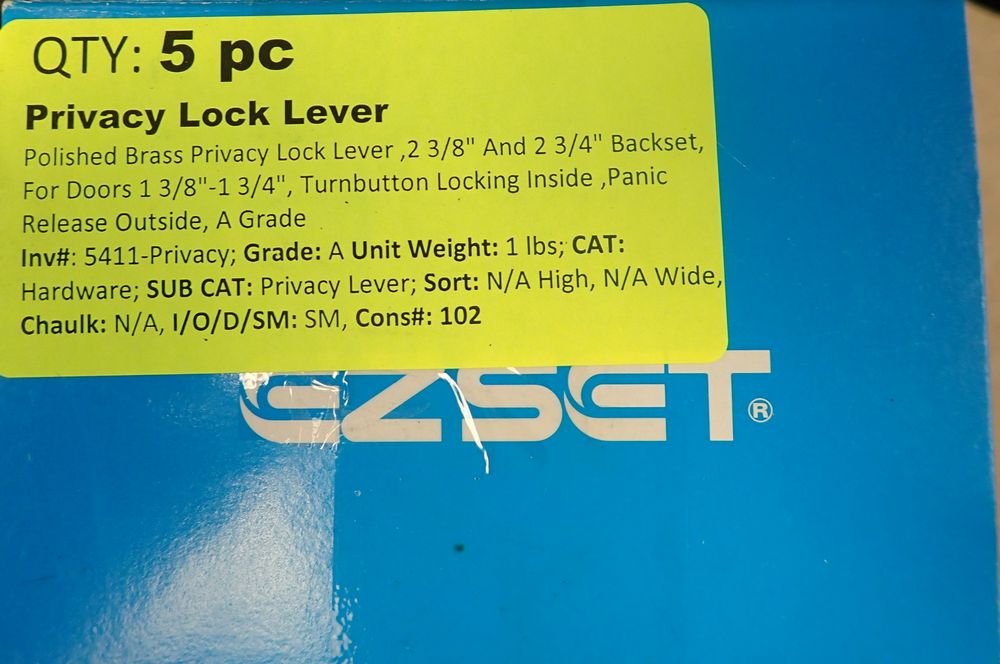 QTY: 5 pc
Privacy Lock Lever
Polished Brass Privacy Lock Lever ,2 3/8" And 2 3/4" Backset,
For Doors 1 3/8"-1 3/4", Turnbutton Locking Inside ,Panic
Release Outside, A Grade
Inv#: 5411-Privacy; Grade: A Unit Weight: 1 lbs; CAT:
Hardware; SUB CAT: Privacy Lever; Sort: N/A High, N/A Wide,
Chaulk: N/A, I/O/D/SM: SM, Cons#: 102
EZSET®